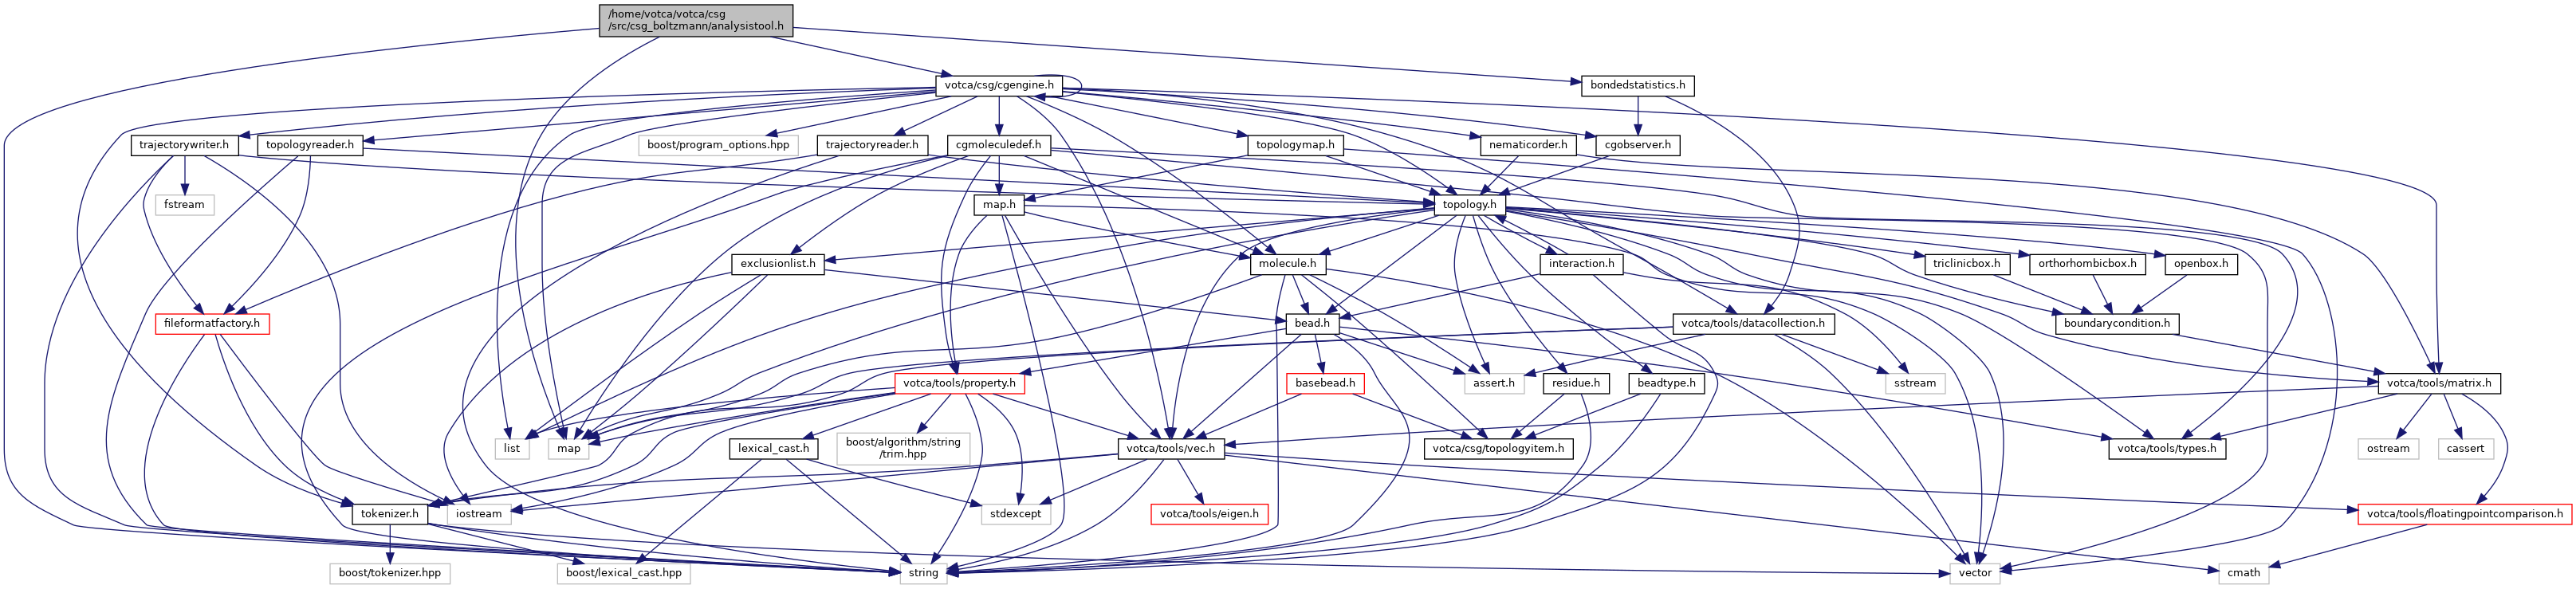 /home/votca/votca/csg
/src/csg_boltzmann/analysistool.h
votca/csg/cgengine.h
bondedstatistics.h
trajectorywriter.h
topologyreader.h
boost/program_options.hpp
trajectoryreader.h
cgmoleculedef.h
topologymap.h
nematicorder.h
cgobserver.h
fstream
map.h
topology.h
exclusionlist.h
molecule.h
interaction.h
triclinicbox.h
orthorhombicbox.h
openbox.h
fileformatfactory.h
bead.h
votca/tools/datacollection.h
boundarycondition.h
votca/tools/property.h
basebead.h
assert.h
residue.h
beadtype.h
sstream
votca/tools/matrix.h
list
map
lexical_cast.h
boost/algorithm/string
/trim.hpp
votca/tools/vec.h
votca/csg/topologyitem.h
votca/tools/types.h
ostream
cassert
tokenizer.h
iostream
stdexcept
votca/tools/eigen.h
votca/tools/floatingpointcomparison.h
boost/tokenizer.hpp
boost/lexical_cast.hpp
string
vector
cmath